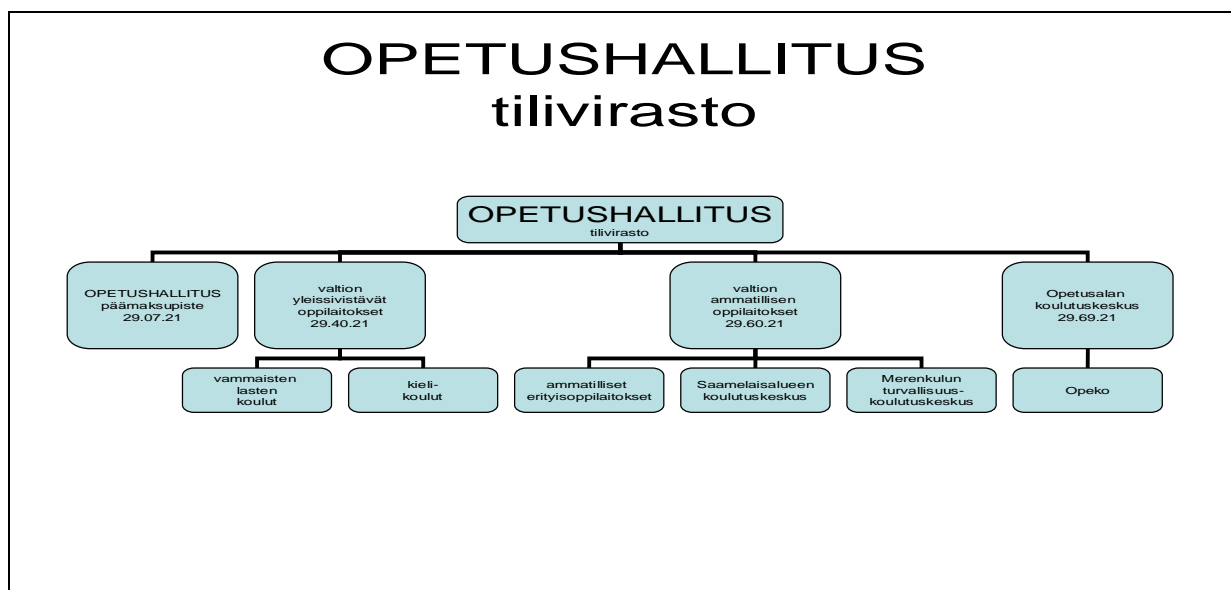 OPETUSHALLITUS
tilivirasto
OPETUSHALLITUS
tilivirasto
OPETUSHALLITUS
päämaksupiste
29.07.21
valtion
yleissivistävät
oppilaitokset
29.40.21
valtion
ammatillisen
oppilaitokset
29.60.21
Opetusalan
koulutuskeskus
29.69.21
vammaisten
lasten
koulut
kieli-
koulut
ammatilliset
erityisoppilaitokset
Saamelaisalueen
koulutuskeskus
Merenkulun
turvallisuus-
koulutuskeskus
Opeko